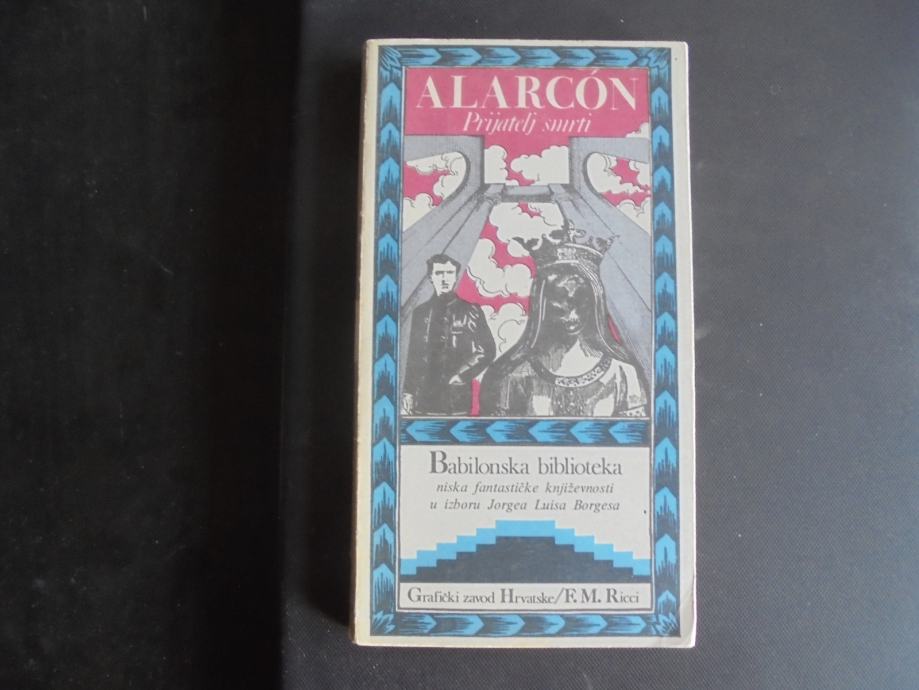 ALARCÓN
Prijatelj smrti
Babilonska biblioteka
niska fantastičke književnosti
u izboru Jorgea Luisa Borgesa
Grafički zavod Hrvatske/F. M. Ricci